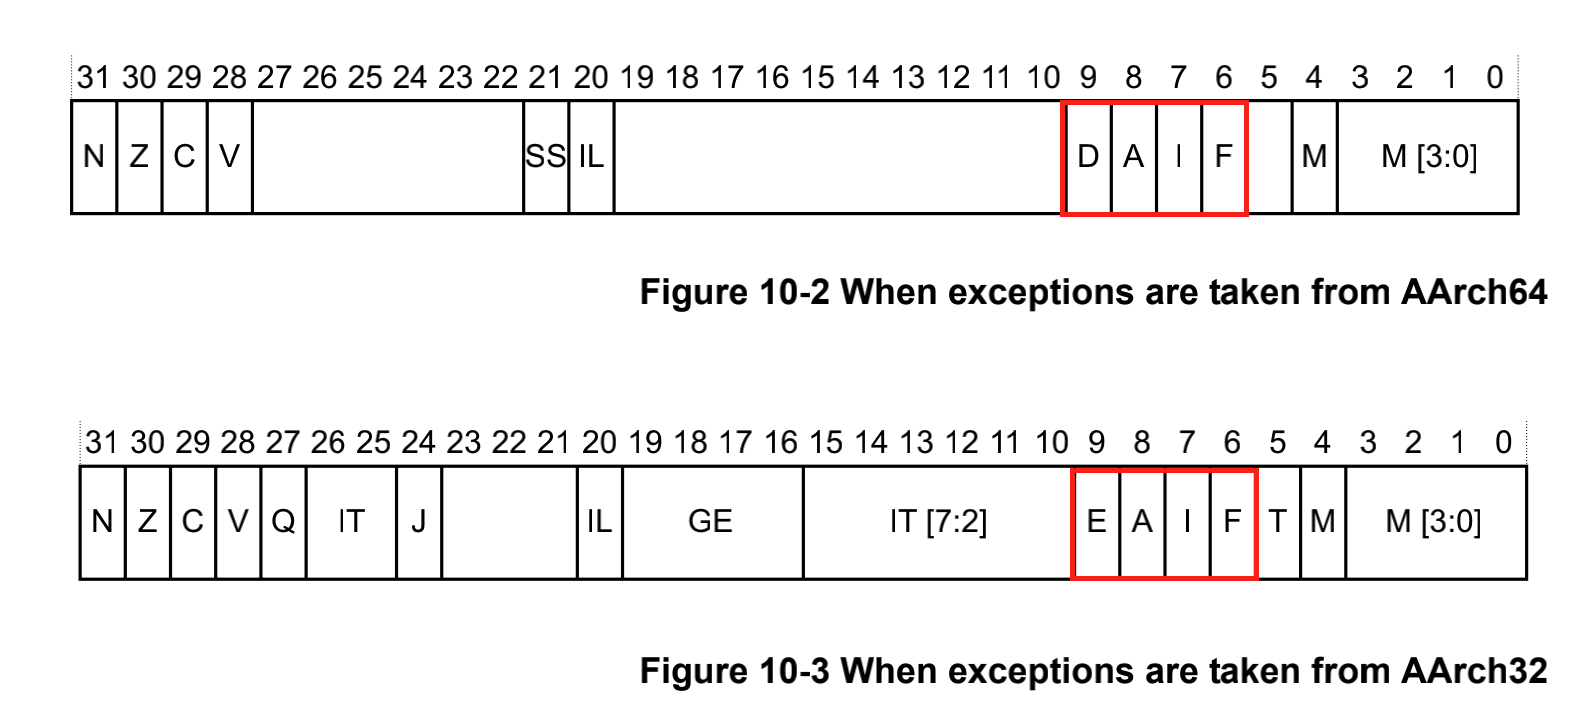 31 30 29 28 27 26 25 24 23 22 21 20 19 18 17 16 15 14 13 12 11 10 9 8 7 6 5 4 3 2 1 0
N Z C V SS IL D A I F M M [3:0]
Figure 10-2 When exceptions are taken from AArch64
31 30 29 28 27 26 25 24 23 22 21 20 19 18 17 16 15 14 13 12 11 10 9 8 7 6 5 4 3 2 1 0
N Z C V Q IT J IL GE IT [7:2] E A I F T M M [3:0]
Figure 10-3 When exceptions are taken from AArch32